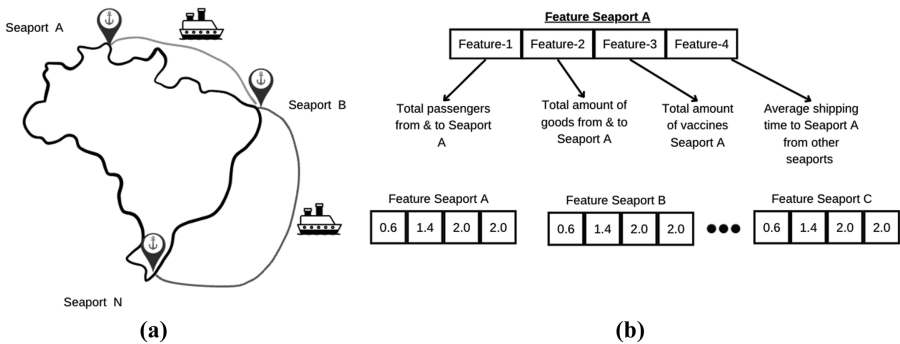 Seaport A
Seaport B
Seaport N
(a)
Feature Seaport A
Feature-1 Feature-2 Feature-3 Feature-4
Total passengers
from & to Seaport
A
Total amount of
goods from & to
Seaport A
Total amount
of vaccines
Seaport A
Average shipping
time to Seaport A
from other
seaports
Feature Seaport A
0.6 1.4 2.0 2.0
Feature Seaport B
0.6 1.4 2.0 2.0
Feature Seaport C
0.6 1.4 2.0 2.0
(b)